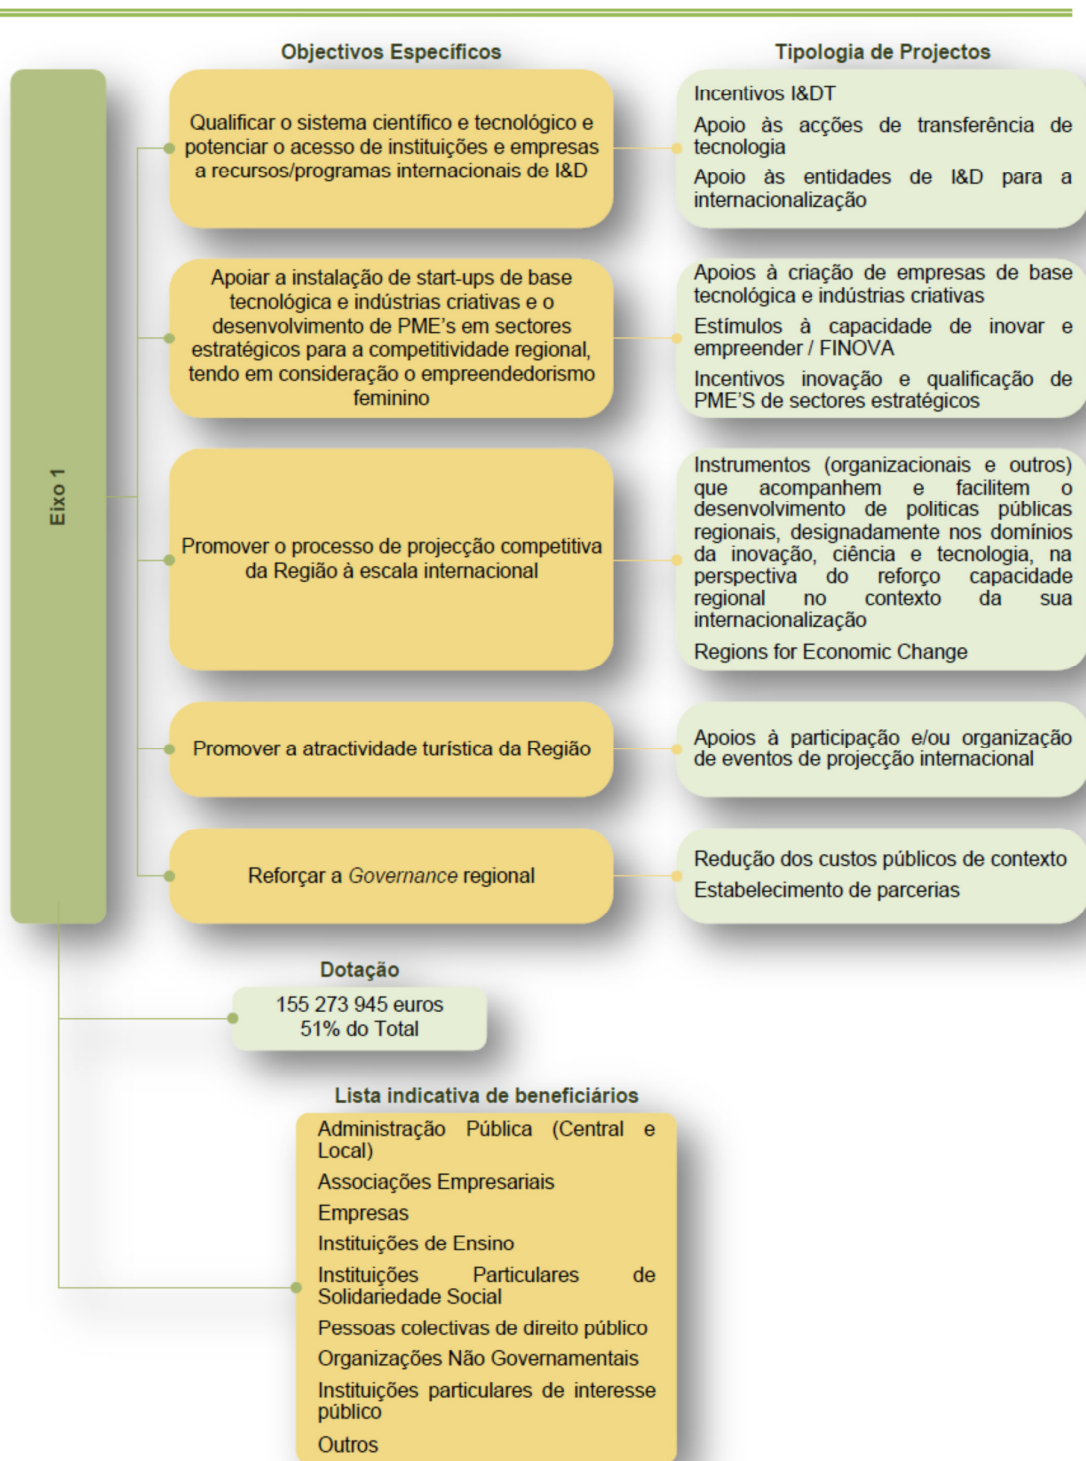 Objectivos Específicos
Tipologia de Projectos
Eixo 1
Qualificar o sistema científico e tecnológico e
potenciar o acesso de instituições e empresas
a recursos/programas internacionais de I&D
Incentivos I&DT
Apoio às acções de transferência de
tecnologia
Apoio às entidades de I&D para a
internacionalização
Apoiar a instalação de start-ups de base
tecnológica e indústrias criativas e o
desenvolvimento de PME's em sectores
estratégicos para a competitividade regional,
tendo em consideração o empreendedorismo
feminino
Apoios à criação de empresas de base
tecnológica e indústrias criativas
Estímulos à capacidade de inovar e
empreender / FINOVA
Incentivos inovação e qualificação de
PME'S de sectores estratégicos
Promover o processo de projecção competitiva
da Região à escala internacional
Instrumentos (organizacionais e outros)
que acompanhem e facilitem o
desenvolvimento de politicas públicas
regionais, designadamente nos domínios
da inovação, ciência e tecnologia, na
perspectiva do reforço capacidade
regional no contexto da sua
internacionalização
Regions for Economic Change
Promover a atractividade turística da Região
Apoios à participação e/ou organização
de eventos de projecção internacional
Reforçar a Governance regional
Redução dos custos públicos de contexto
Estabelecimento de parcerias
Dotação
155 273 945 euros
51% do Total
Lista indicativa de beneficiários
Administração Pública (Central e
Local)
Associações Empresariais
Empresas
Instituições de Ensino
Instituições Particulares de
Solidariedade Social
Pessoas colectivas de direito público
Organizações Não Governamentais
Instituições particulares de interesse
público
Outros